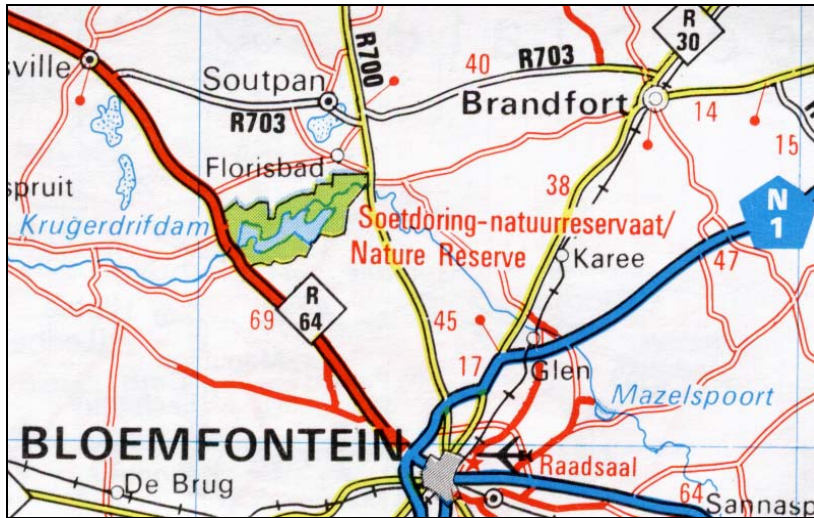 R
30
R700
40
R703
sville
Soutpan
Brandfort
R703
14
15
Florisbad
spruit
38
N
1
Krugerdrifdam
Soetdoring-natuurreservaat/
Nature Reserve
Karee
47
R
64
69
45
17
Glen
Mazelspoort
BLOEMFONTEIN
Raadsaal
De Brug
64
Sannasp